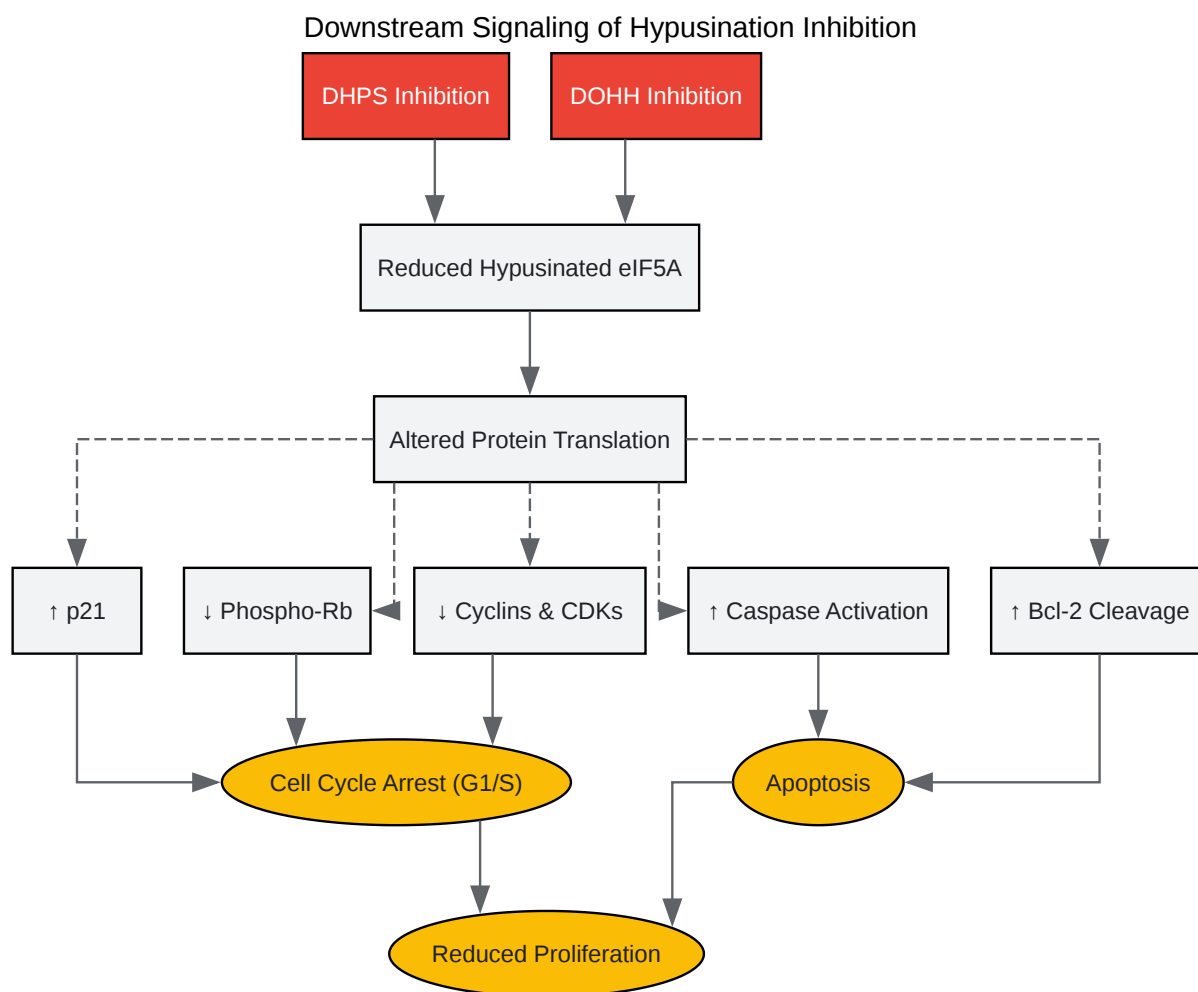 Downstream Signaling of Hypusination Inhibition
DHPS Inhibition
DOHH Inhibition
Reduced Hypusinated eIF5A
Altered Protein Translation
↑ p21
↓ Phospho-Rb
↓ Cyclins & CDKs
↑ Caspase Activation
↑ Bcl-2 Cleavage
Cell Cycle Arrest (G1/S)
Apoptosis
Reduced Proliferation